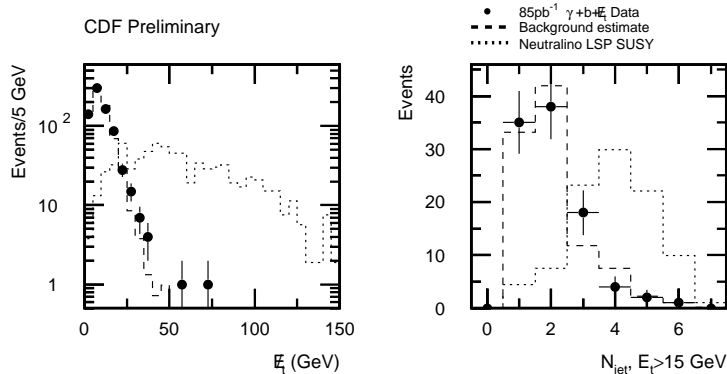 CDF Preliminary
85pb⁻¹ γ+b+E̸t Data
Background estimate
Neutralino LSP SUSY
Events/5 GeV
10²
10
1
0 50 100 150
E̸t (GeV)
Events
40
30
20
10
0
0 2 4 6
Njet, Et>15 GeV